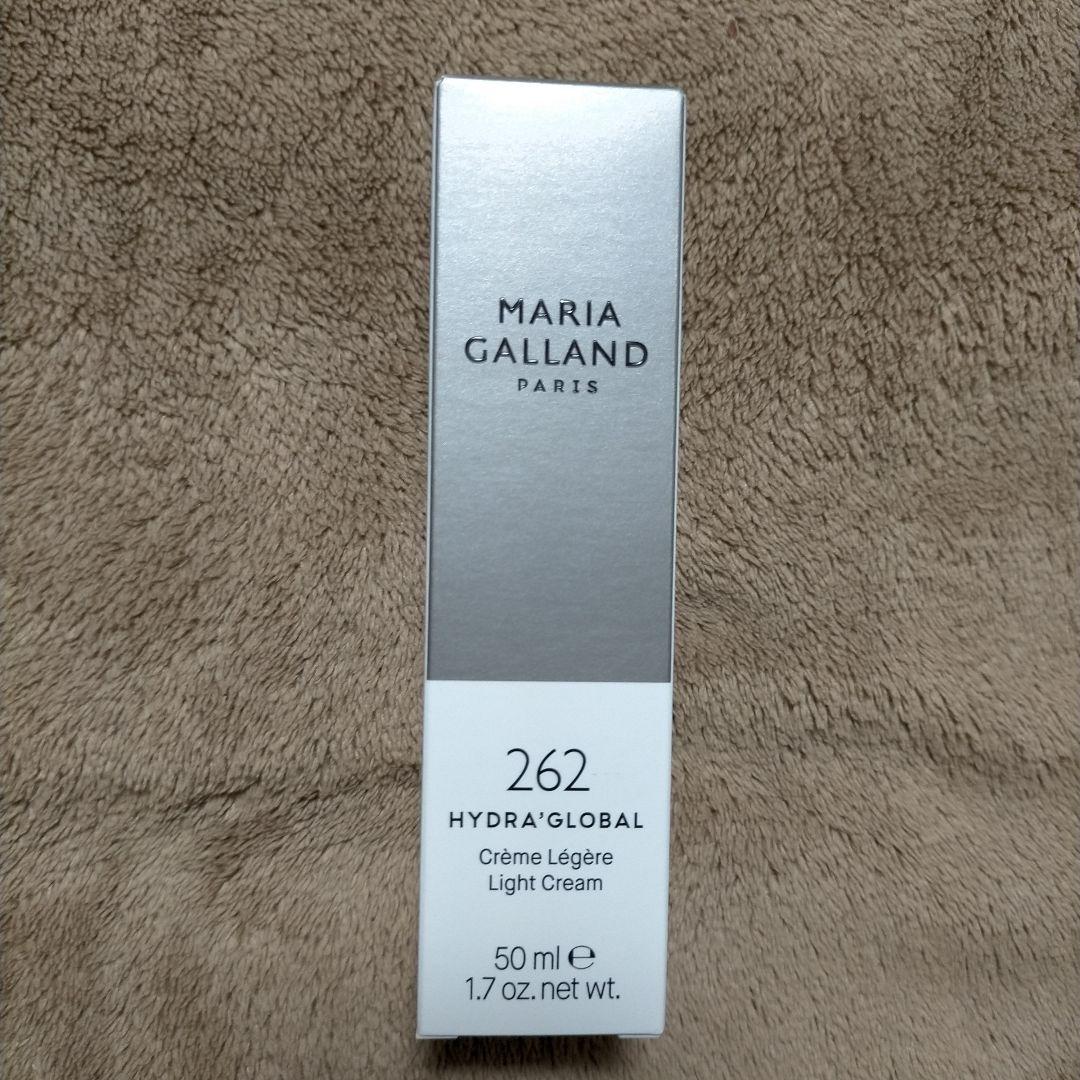 MARIA
GALLAND
PARIS
262
HYDRA'GLOBAL
Crème Légère
Light Cream
50 ml ℮
1.7 oz. net wt.